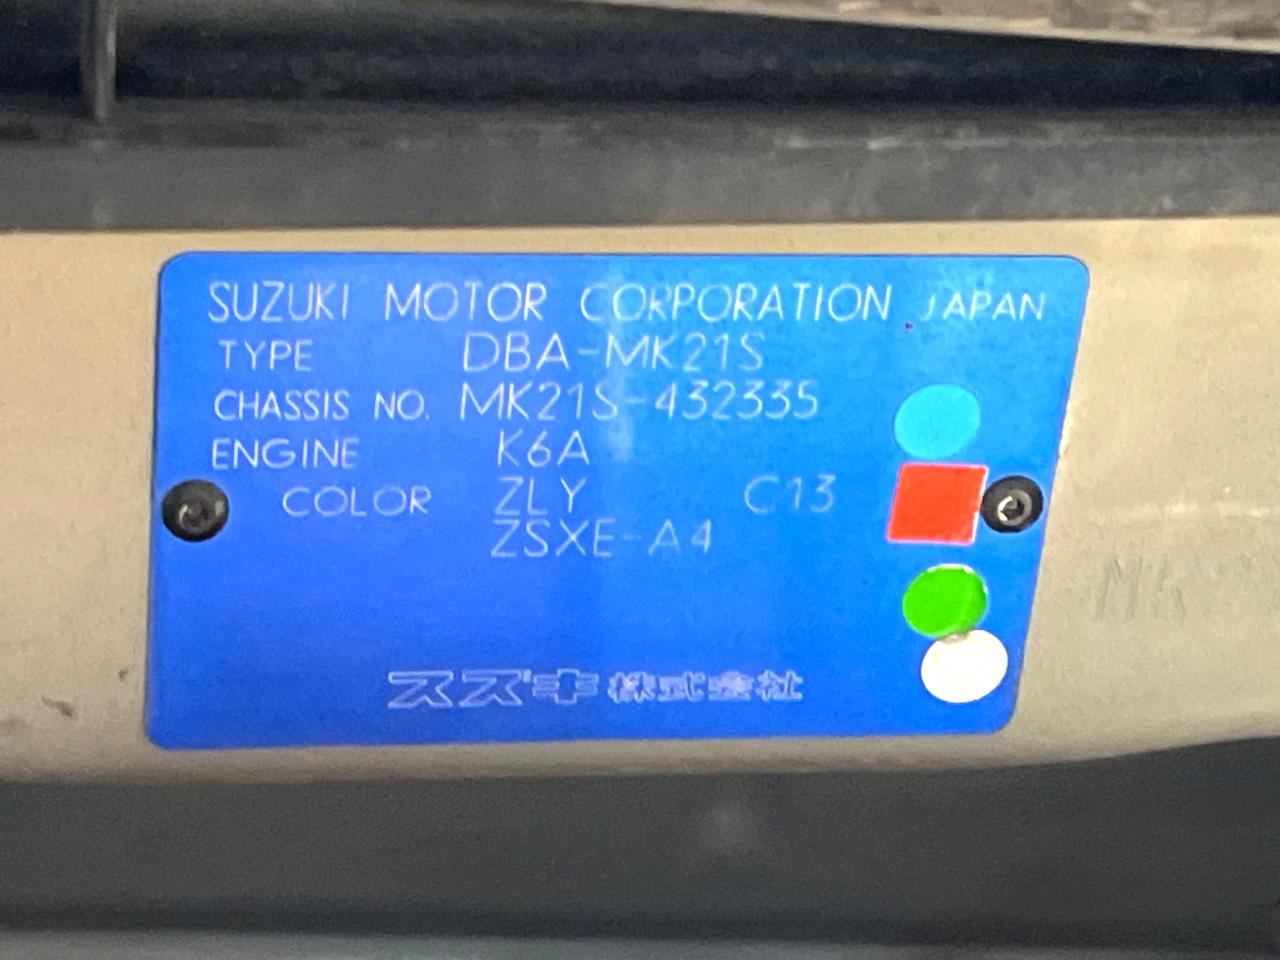 SUZUKI MOTOR CORPORATION JAPAN
TYPE DBA-MK21S
CHASSIS NO. MK21S-432335
ENGINE K6A
COLOR ZLY C13
ZSXE-A4
スズキ株式会社
MK